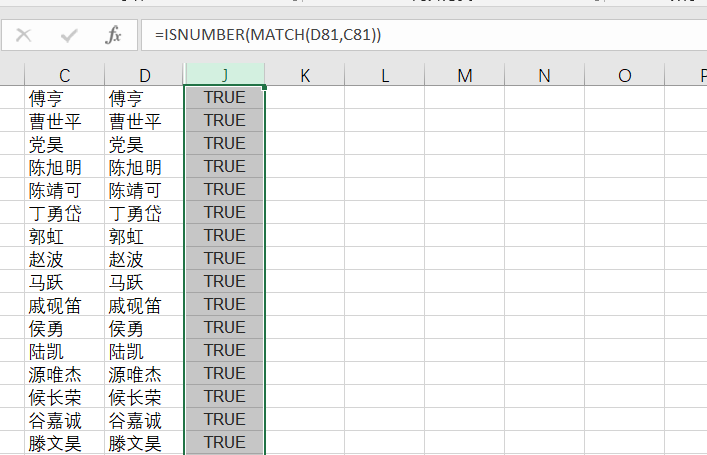 fx =ISNUMBER(MATCH(D81,C81))
C D J K L M N O
傅亨 傅亨 TRUE
曹世平 曹世平 TRUE
党昊 党昊 TRUE
陈旭明 陈旭明 TRUE
陈靖可 陈靖可 TRUE
丁勇岱 丁勇岱 TRUE
郭虹 郭虹 TRUE
赵波 赵波 TRUE
马跃 马跃 TRUE
戚砚笛 戚砚笛 TRUE
侯勇 侯勇 TRUE
陆凯 陆凯 TRUE
源唯杰 源唯杰 TRUE
候长荣 候长荣 TRUE
谷嘉诚 谷嘉诚 TRUE
滕文昊 滕文昊 TRUE